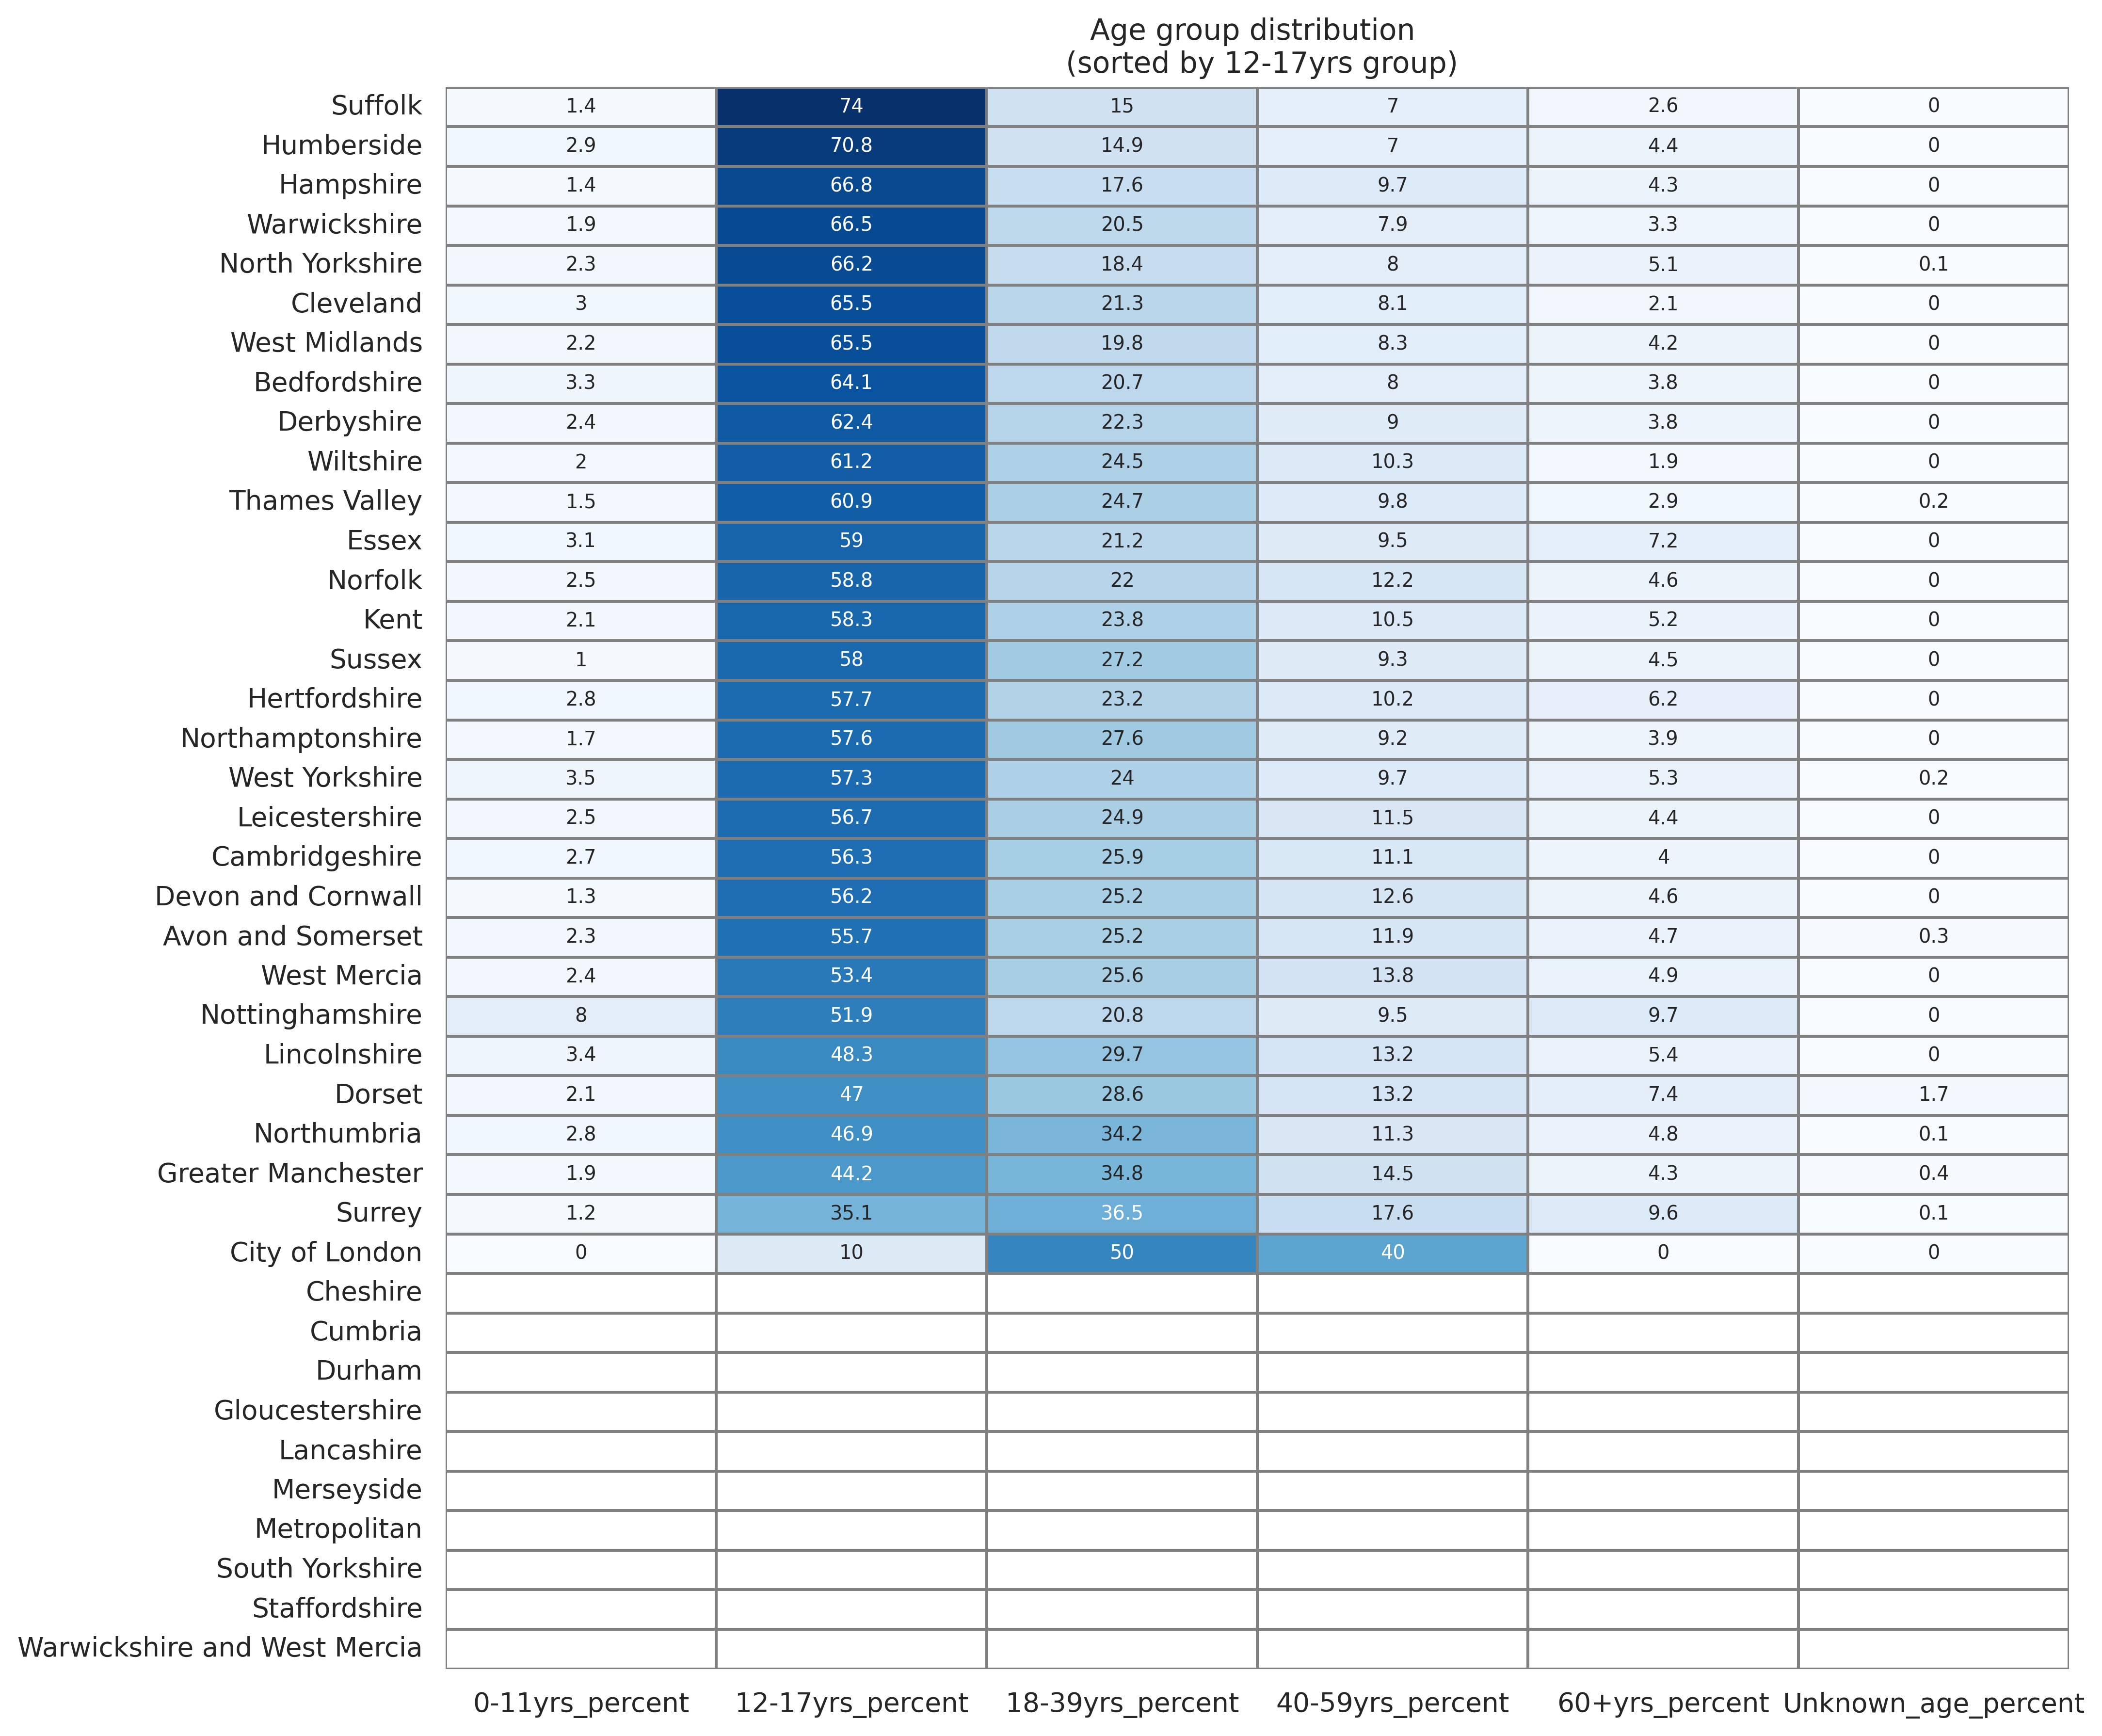 Age group distribution
(sorted by 12-17yrs group)
Suffolk 1.4 74 15 7 2.6 0
Humberside 2.9 70.8 14.9 7 4.4 0
Hampshire 1.4 66.8 17.6 9.7 4.3 0
Warwickshire 1.9 66.5 20.5 7.9 3.3 0
North Yorkshire 2.3 66.2 18.4 8 5.1 0.1
Cleveland 3 65.5 21.3 8.1 2.1 0
West Midlands 2.2 65.5 19.8 8.3 4.2 0
Bedfordshire 3.3 64.1 20.7 8 3.8 0
Derbyshire 2.4 62.4 22.3 9 3.8 0
Wiltshire 2 61.2 24.5 10.3 1.9 0
Thames Valley 1.5 60.9 24.7 9.8 2.9 0.2
Essex 3.1 59 21.2 9.5 7.2 0
Norfolk 2.5 58.8 22 12.2 4.6 0
Kent 2.1 58.3 23.8 10.5 5.2 0
Sussex 1 58 27.2 9.3 4.5 0
Hertfordshire 2.8 57.7 23.2 10.2 6.2 0
Northamptonshire 1.7 57.6 27.6 9.2 3.9 0
West Yorkshire 3.5 57.3 24 9.7 5.3 0.2
Leicestershire 2.5 56.7 24.9 11.5 4.4 0
Cambridgeshire 2.7 56.3 25.9 11.1 4 0
Devon and Cornwall 1.3 56.2 25.2 12.6 4.6 0
Avon and Somerset 2.3 55.7 25.2 11.9 4.7 0.3
West Mercia 2.4 53.4 25.6 13.8 4.9 0
Nottinghamshire 8 51.9 20.8 9.5 9.7 0
Lincolnshire 3.4 48.3 29.7 13.2 5.4 0
Dorset 2.1 47 28.6 13.2 7.4 1.7
Northumbria 2.8 46.9 34.2 11.3 4.8 0.1
Greater Manchester 1.9 44.2 34.8 14.5 4.3 0.4
Surrey 1.2 35.1 36.5 17.6 9.6 0.1
City of London 0 10 50 40 0 0
Cheshire
Cumbria
Durham
Gloucestershire
Lancashire
Merseyside
Metropolitan
South Yorkshire
Staffordshire
Warwickshire and West Mercia
0-11yrs_percent 12-17yrs_percent 18-39yrs_percent 40-59yrs_percent 60+yrs_percent Unknown_age_percent